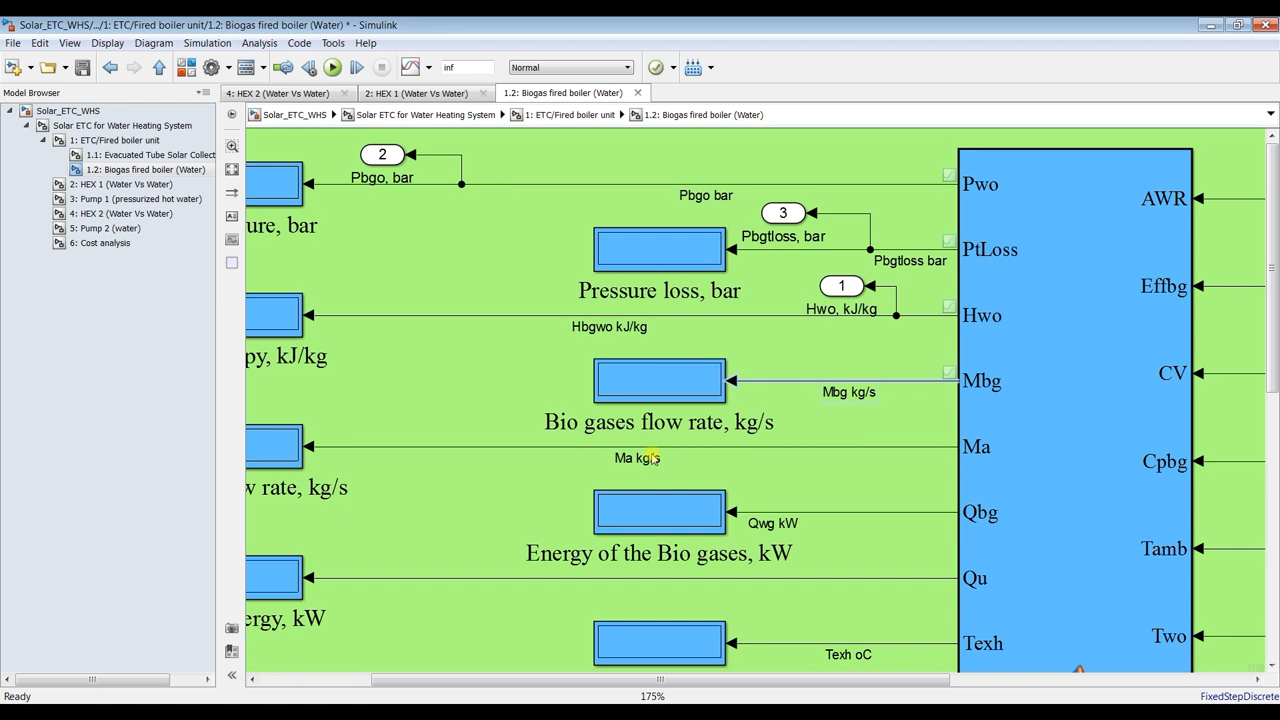 Solar_ETC_WHS/.../1: ETC/Fired boiler unit/1.2: Biogas fired boiler (Water) * - Simulink
File Edit View Display Diagram Simulation Analysis Code Tools Help
inf Normal
Model Browser
4: HEX 2 (Water Vs Water) 2: HEX 1 (Water Vs Water) 1.2: Biogas fired boiler (Water)
Solar_ETC_WHS Solar ETC for Water Heating System 1: ETC/Fired boiler unit 1.2: Biogas fired boiler (Water)
Solar_ETC_WHS
Solar ETC for Water Heating System
1: ETC/Fired boiler unit
1.1: Evacuated Tube Solar Collect
1.2: Biogas fired boiler (Water)
2: HEX 1 (Water Vs Water)
3: Pump 1 (pressurized hot water)
4: HEX 2 (Water Vs Water)
5: Pump 2 (water)
6: Cost analysis
2
Pbgo, bar
Pbgo bar
Pwo
AWR
ure, bar
3
Pbgtloss, bar
Pbgtloss bar
PtLoss
Pressure loss, bar
Effbg
1
Hwo, kJ/kg
Hbgwo kJ/kg
Hwo
py, kJ/kg
CV
Mbg kg/s
Mbg
Bio gases flow rate, kg/s
Ma kg/s
Ma
Cpbg
w rate, kg/s
Qwg kW
Qbg
Energy of the Bio gases, kW
Tamb
Qu
ergy, kW
Texh oC
Texh
Two
Ready 175% FixedStepDiscrete